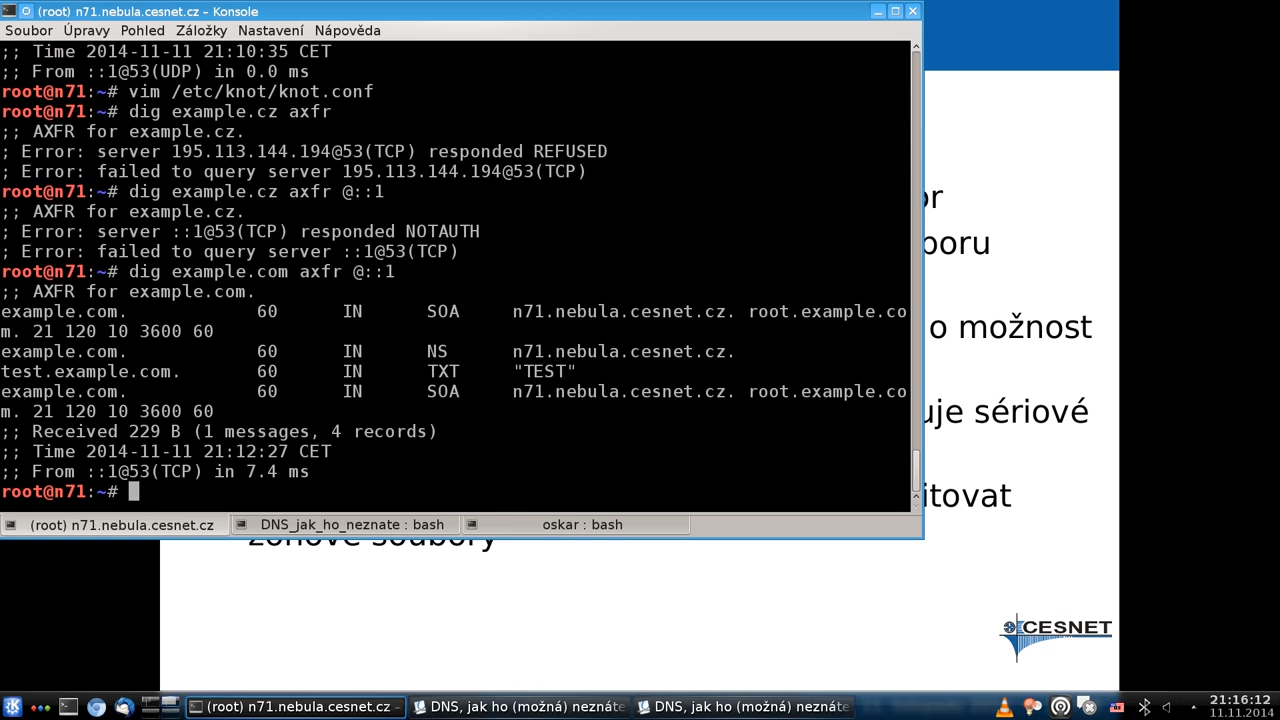 (root) n71.nebula.cesnet.cz – Konsole
Soubor Úpravy Pohled Záložky Nastavení Nápověda
;; Time 2014-11-11 21:10:35 CET
;; From ::1@53(UDP) in 0.0 ms
root@n71:~# vim /etc/knot/knot.conf
root@n71:~# dig example.cz axfr
;; AXFR for example.cz.
; Error: server 195.113.144.194@53(TCP) responded REFUSED
; Error: failed to query server 195.113.144.194@53(TCP)
root@n71:~# dig example.cz axfr @::1
;; AXFR for example.cz.
; Error: server ::1@53(TCP) responded NOTAUTH
; Error: failed to query server ::1@53(TCP)
root@n71:~# dig example.com axfr @::1
;; AXFR for example.com.
example.com. 60 IN SOA n71.nebula.cesnet.cz. root.example.co
m. 21 120 10 3600 60
example.com. 60 IN NS n71.nebula.cesnet.cz.
test.example.com. 60 IN TXT "TEST"
example.com. 60 IN SOA n71.nebula.cesnet.cz. root.example.co
m. 21 120 10 3600 60
;; Received 229 B (1 messages, 4 records)
;; Time 2014-11-11 21:12:27 CET
;; From ::1@53(TCP) in 7.4 ms
root@n71:~#
(root) n71.nebula.cesnet.cz DNS_jak_ho_neznate : bash oskar : bash
or
boru
o možnost
uje sériové
itovat
zónové soubory
CESNET
(root) n71.nebula.cesnet.cz – DNS, jak ho (možná) neznáte DNS, jak ho (možná) neznáte
21:16:12
11.11.2014